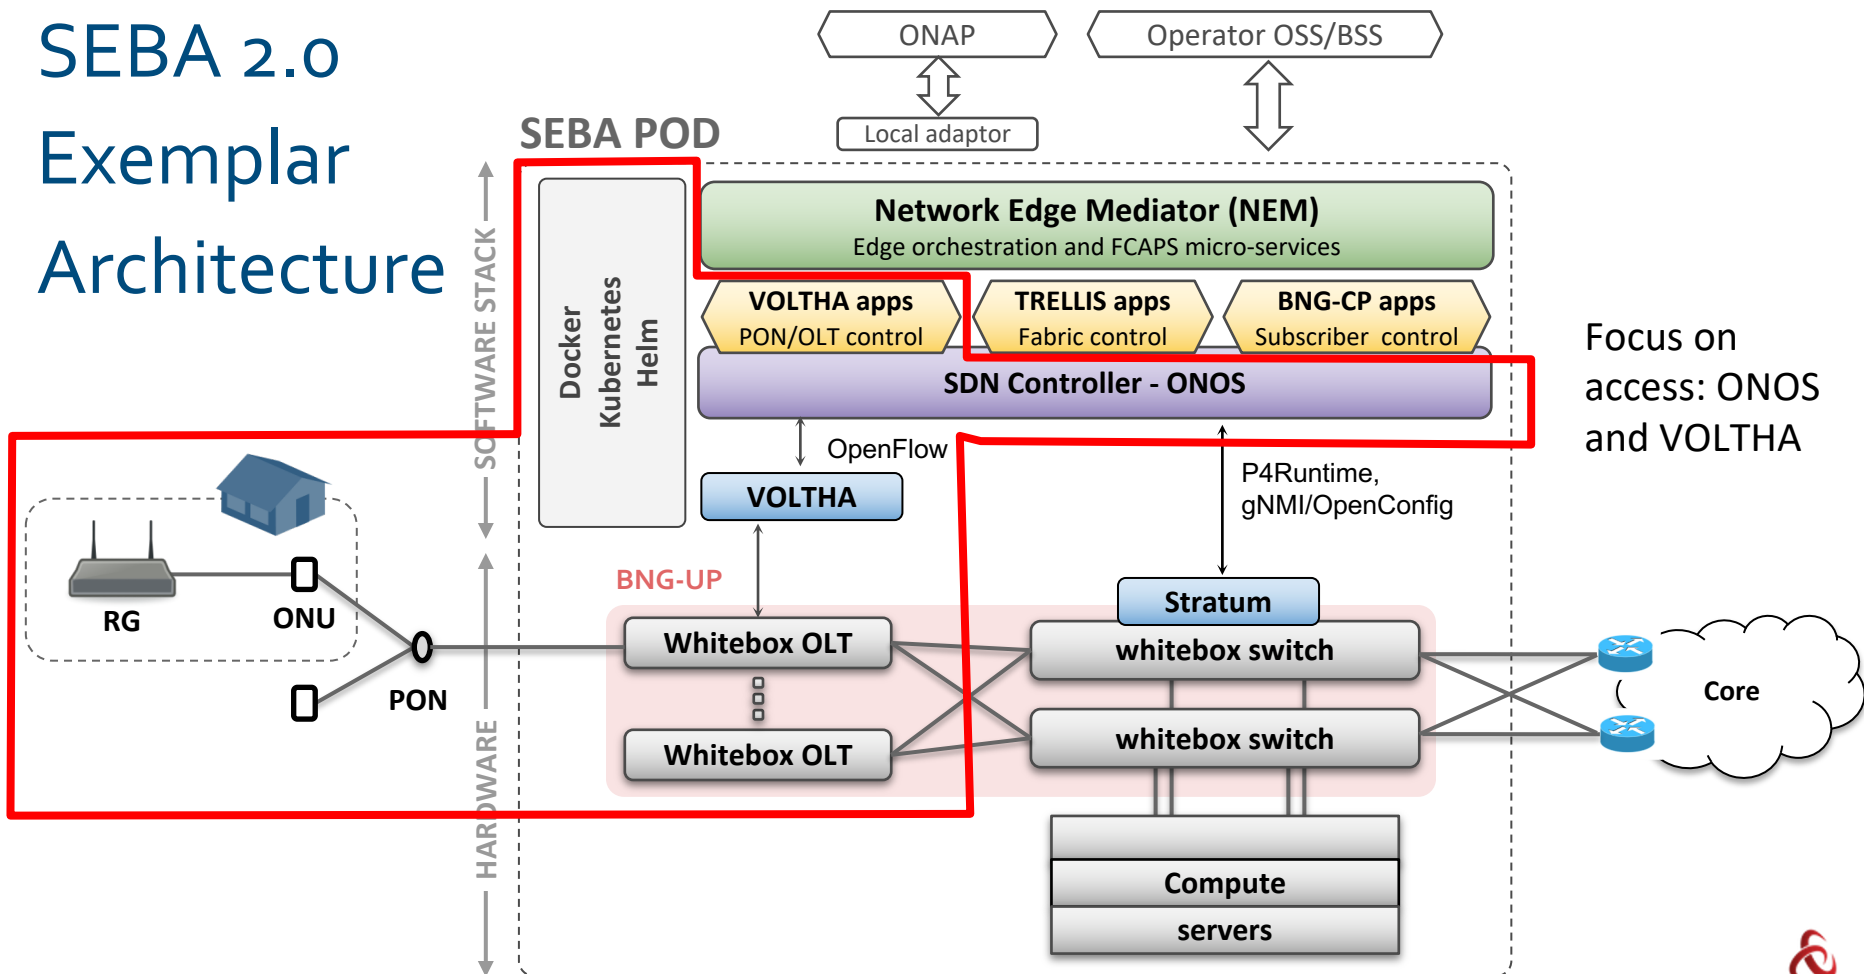 SEBA 2.0
Exemplar
Architecture
ONAP
Operator OSS/BSS
Local adaptor
SEBA POD
SOFTWARE STACK
HARDWARE
Docker
Kubernetes
Helm
Network Edge Mediator (NEM)
Edge orchestration and FCAPS micro-services
VOLTHA apps
PON/OLT control
TRELLIS apps
Fabric control
BNG-CP apps
Subscriber control
SDN Controller - ONOS
Focus on
access: ONOS
and VOLTHA
OpenFlow
VOLTHA
P4Runtime,
gNMI/OpenConfig
BNG-UP
Stratum
RG
ONU
PON
Whitebox OLT
Whitebox OLT
whitebox switch
whitebox switch
Core
Compute
servers